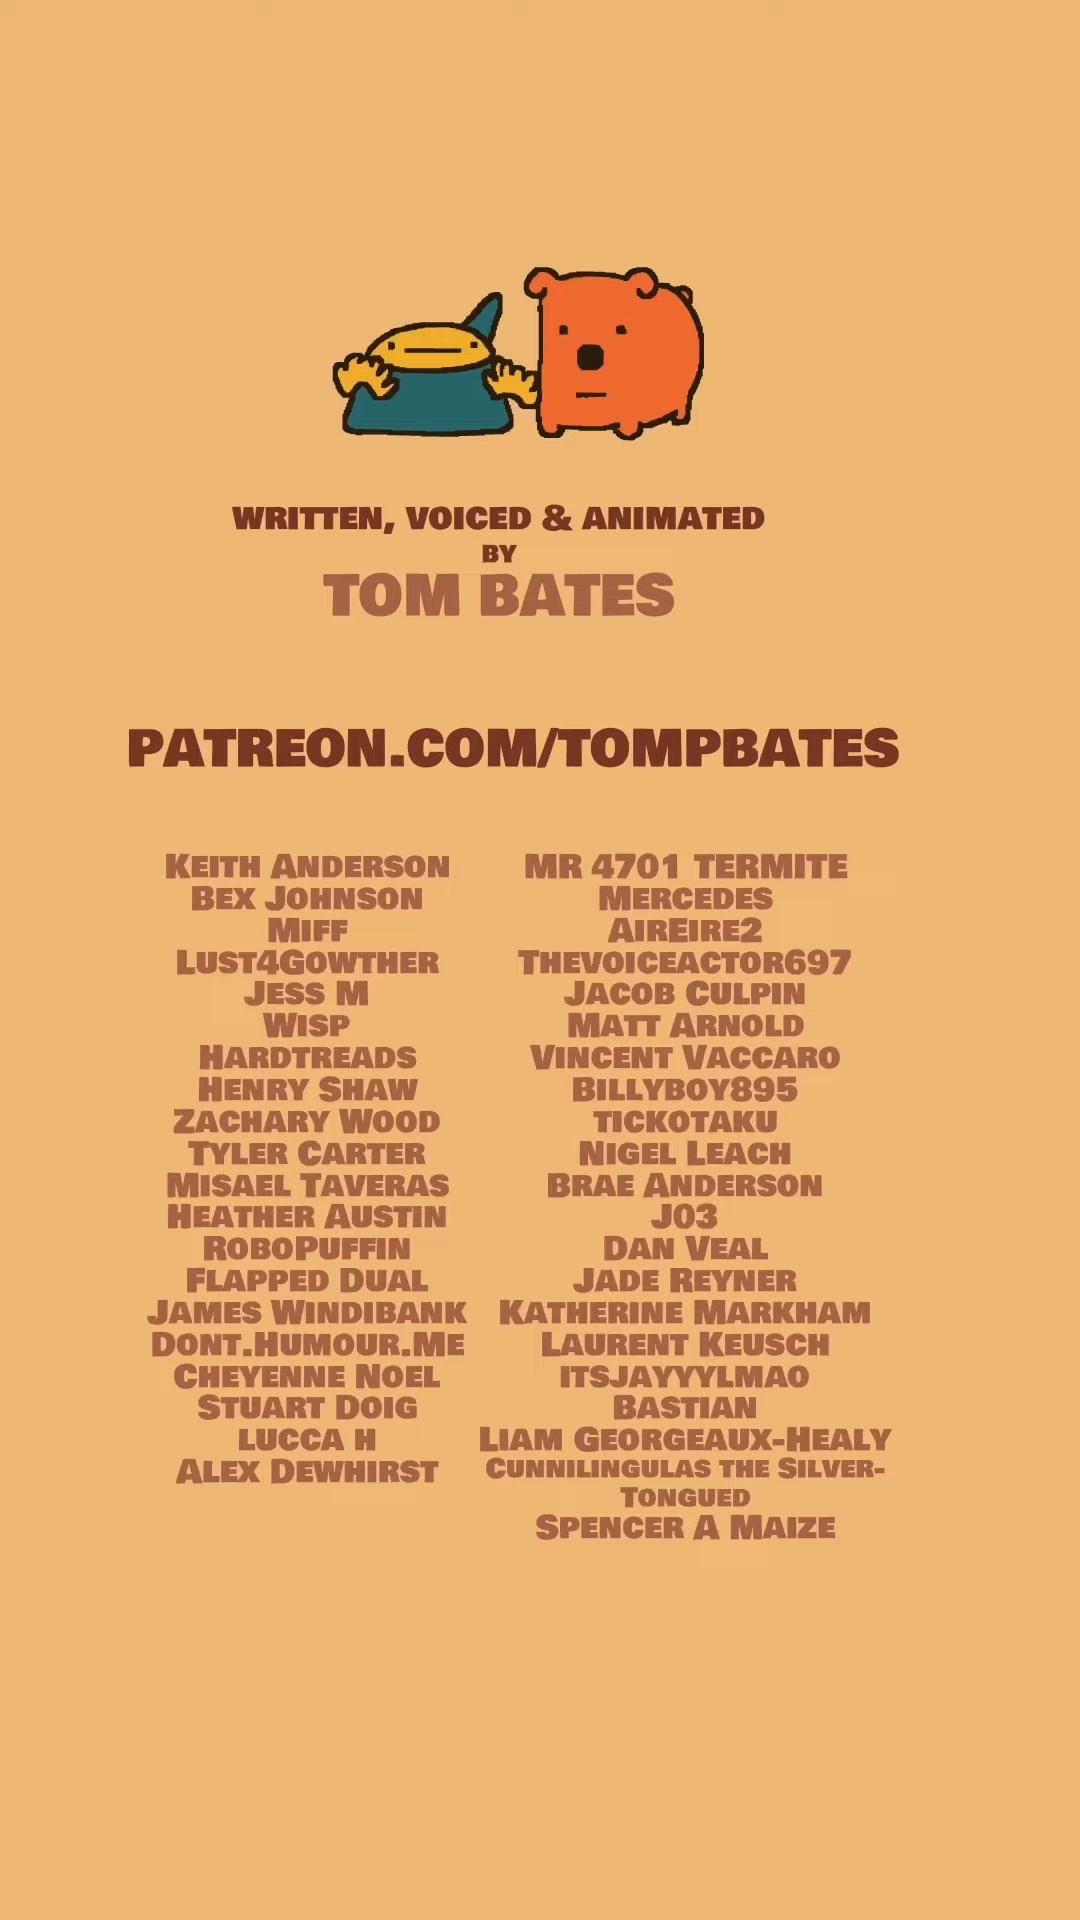 WRITTEN, VOICED & ANIMATED
BY
TOM BATES
PATREON.COM/TOMPBATES
Keith Anderson
Bex Johnson
Miff
Lust4Gowther
Jess M
Wisp
Hardtreads
Henry Shaw
Zachary Wood
Tyler Carter
Misael Taveras
Heather Austin
RoboPuffin
Flapped Dual
James Windibank
Dont.Humour.Me
Cheyenne Noel
Stuart Doig
lucca h
Alex Dewhirst
MR 4701 TERMITE
Mercedes
AirEire2
Thevoiceactor697
Jacob Culpin
Matt Arnold
Vincent Vaccaro
Billyboy895
tickotaku
Nigel Leach
Brae Anderson
J03
Dan Veal
Jade Reyner
Katherine Markham
Laurent Keusch
itsjayyylmao
Bastian
Liam Georgeaux-Healy
Cunnilingulas the Silver-
Tongued
Spencer A Maize